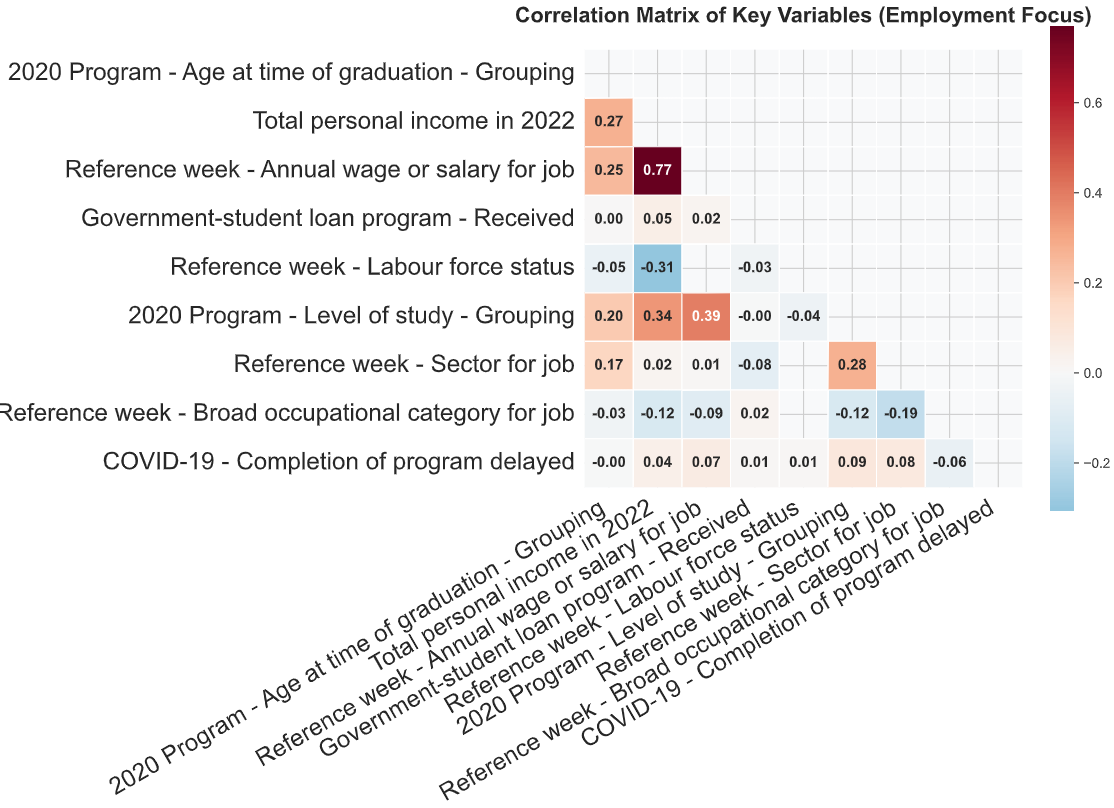 Correlation Matrix of Key Variables (Employment Focus)
2020 Program - Age at time of graduation - Grouping
Total personal income in 2022
0.27
Reference week - Annual wage or salary for job
0.25 0.77
Government-student loan program - Received
0.00 0.05 0.02
Reference week - Labour force status
-0.05 -0.31 -0.03
2020 Program - Level of study - Grouping
0.20 0.34 0.39 -0.00 -0.04
Reference week - Sector for job
0.17 0.02 0.01 -0.08 0.28
Reference week - Broad occupational category for job
-0.03 -0.12 -0.09 0.02 -0.12 -0.19
COVID-19 - Completion of program delayed
-0.00 0.04 0.07 0.01 0.01 0.09 0.08 -0.06
0.6
0.4
0.2
0.0
−0.2
2020 Program - Age at time of graduation - Grouping
Total personal income in 2022
Reference week - Annual wage or salary for job
Government-student loan program - Received
Reference week - Labour force status
2020 Program - Level of study - Grouping
Reference week - Sector for job
Reference week - Broad occupational category for job
COVID-19 - Completion of program delayed